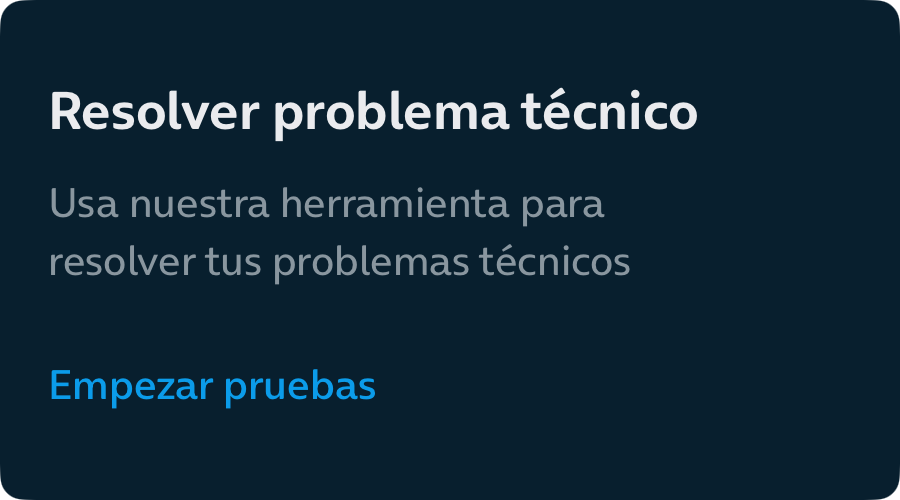 Resolver problema técnico
Usa nuestra herramienta para
resolver tus problemas técnicos
Empezar pruebas